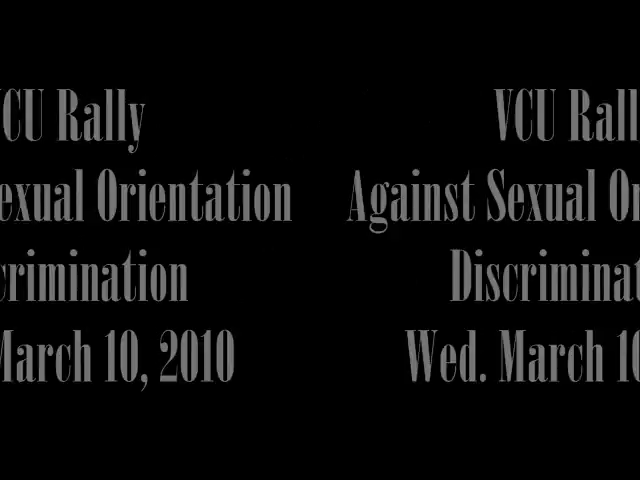 VCU Rally
exual Orientation
crimination
March 10, 2010
VCU Rall
Against Sexual Or
Discriminat
Wed. March 10